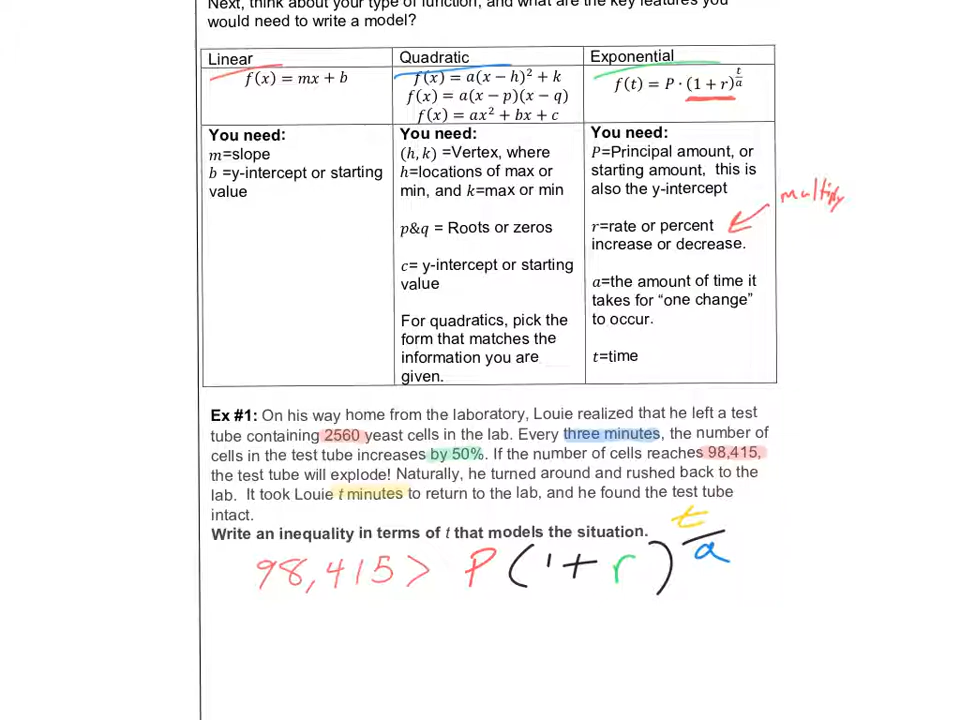 Next, think about your type of function, and what are the key features you
would need to write a model?
Linear
f(x) = mx + b
You need:
m=slope
b =y-intercept or starting
value
Quadratic
f(x) = a(x − h)² + k
f(x) = a(x − p)(x − q)
f(x) = ax² + bx + c
You need:
(h, k) =Vertex, where
h=locations of max or
min, and k=max or min
p&q = Roots or zeros
c= y-intercept or starting
value
For quadratics, pick the
form that matches the
information you are
given.
Exponential
f(t) = P · (1 + r)^(t/a)
You need:
P=Principal amount, or
starting amount, this is
also the y-intercept
r=rate or percent
increase or decrease.
a=the amount of time it
takes for “one change”
to occur.
t=time
multiply
Ex #1: On his way home from the laboratory, Louie realized that he left a test
tube containing 2560 yeast cells in the lab. Every three minutes, the number of
cells in the test tube increases by 50%. If the number of cells reaches 98,415,
the test tube will explode! Naturally, he turned around and rushed back to the
lab. It took Louie t minutes to return to the lab, and he found the test tube
intact.
Write an inequality in terms of t that models the situation.
98,415 > P(1+r)^(t/a)